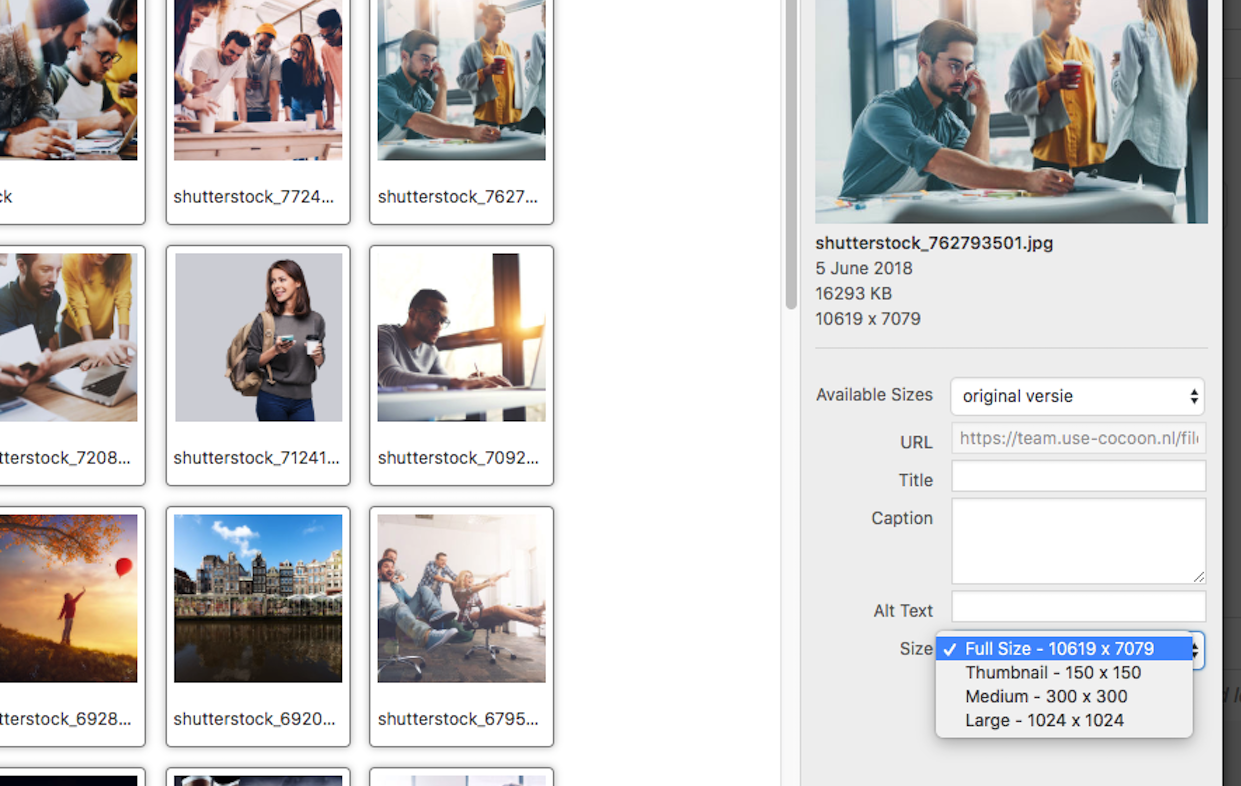 ck
shutterstock_7724...
shutterstock_7627...
tterstock_7208...
shutterstock_71241...
shutterstock_7092...
tterstock_6928...
shutterstock_6920...
shutterstock_6795...
shutterstock_762793501.jpg
5 June 2018
16293 KB
10619 x 7079
Available Sizes
original versie
URL
https://team.use-cocoon.nl/fil
Title
Caption
Alt Text
Size
✓ Full Size - 10619 x 7079
Thumbnail - 150 x 150
Medium - 300 x 300
Large - 1024 x 1024